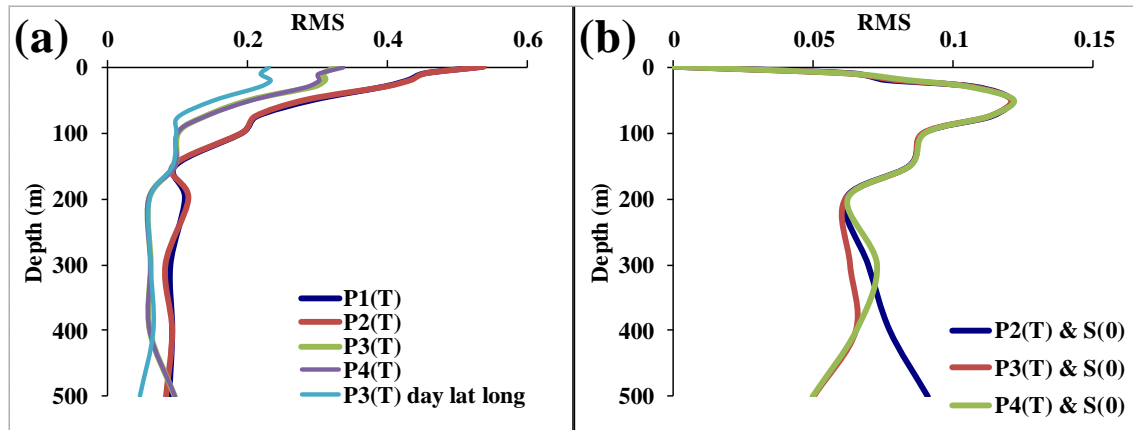 (a)
RMS
0 0.2 0.4 0.6
Depth (m)
0
100
200
300
400
500
P1(T)
P2(T)
P3(T)
P4(T)
P3(T) day lat long
(b)
RMS
0 0.05 0.1 0.15
Depth (m)
0
100
200
300
400
500
P2(T) & S(0)
P3(T) & S(0)
P4(T) & S(0)